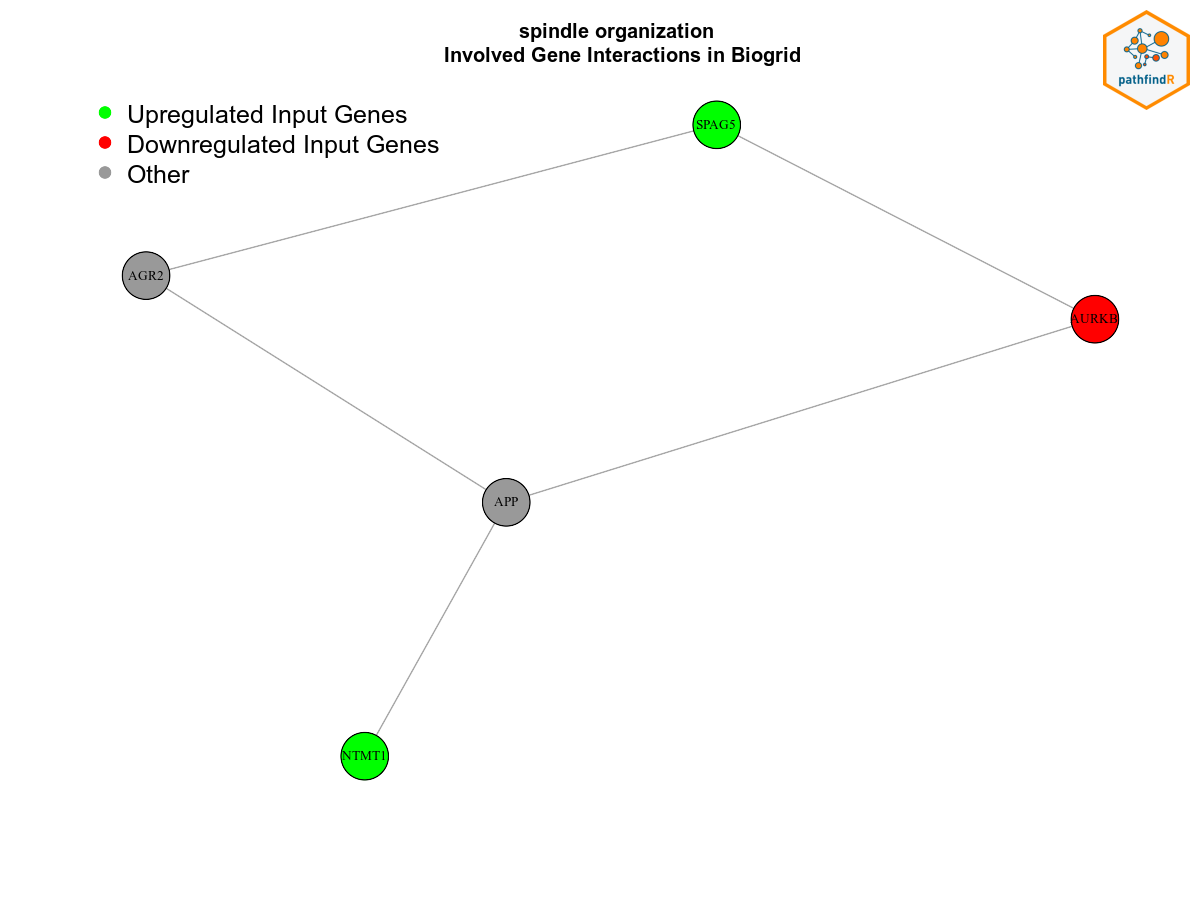 spindle organization
Involved Gene Interactions in Biogrid
pathfindR
Upregulated Input Genes
Downregulated Input Genes
Other
SPAG5
AGR2
AURKB
APP
NTMT1